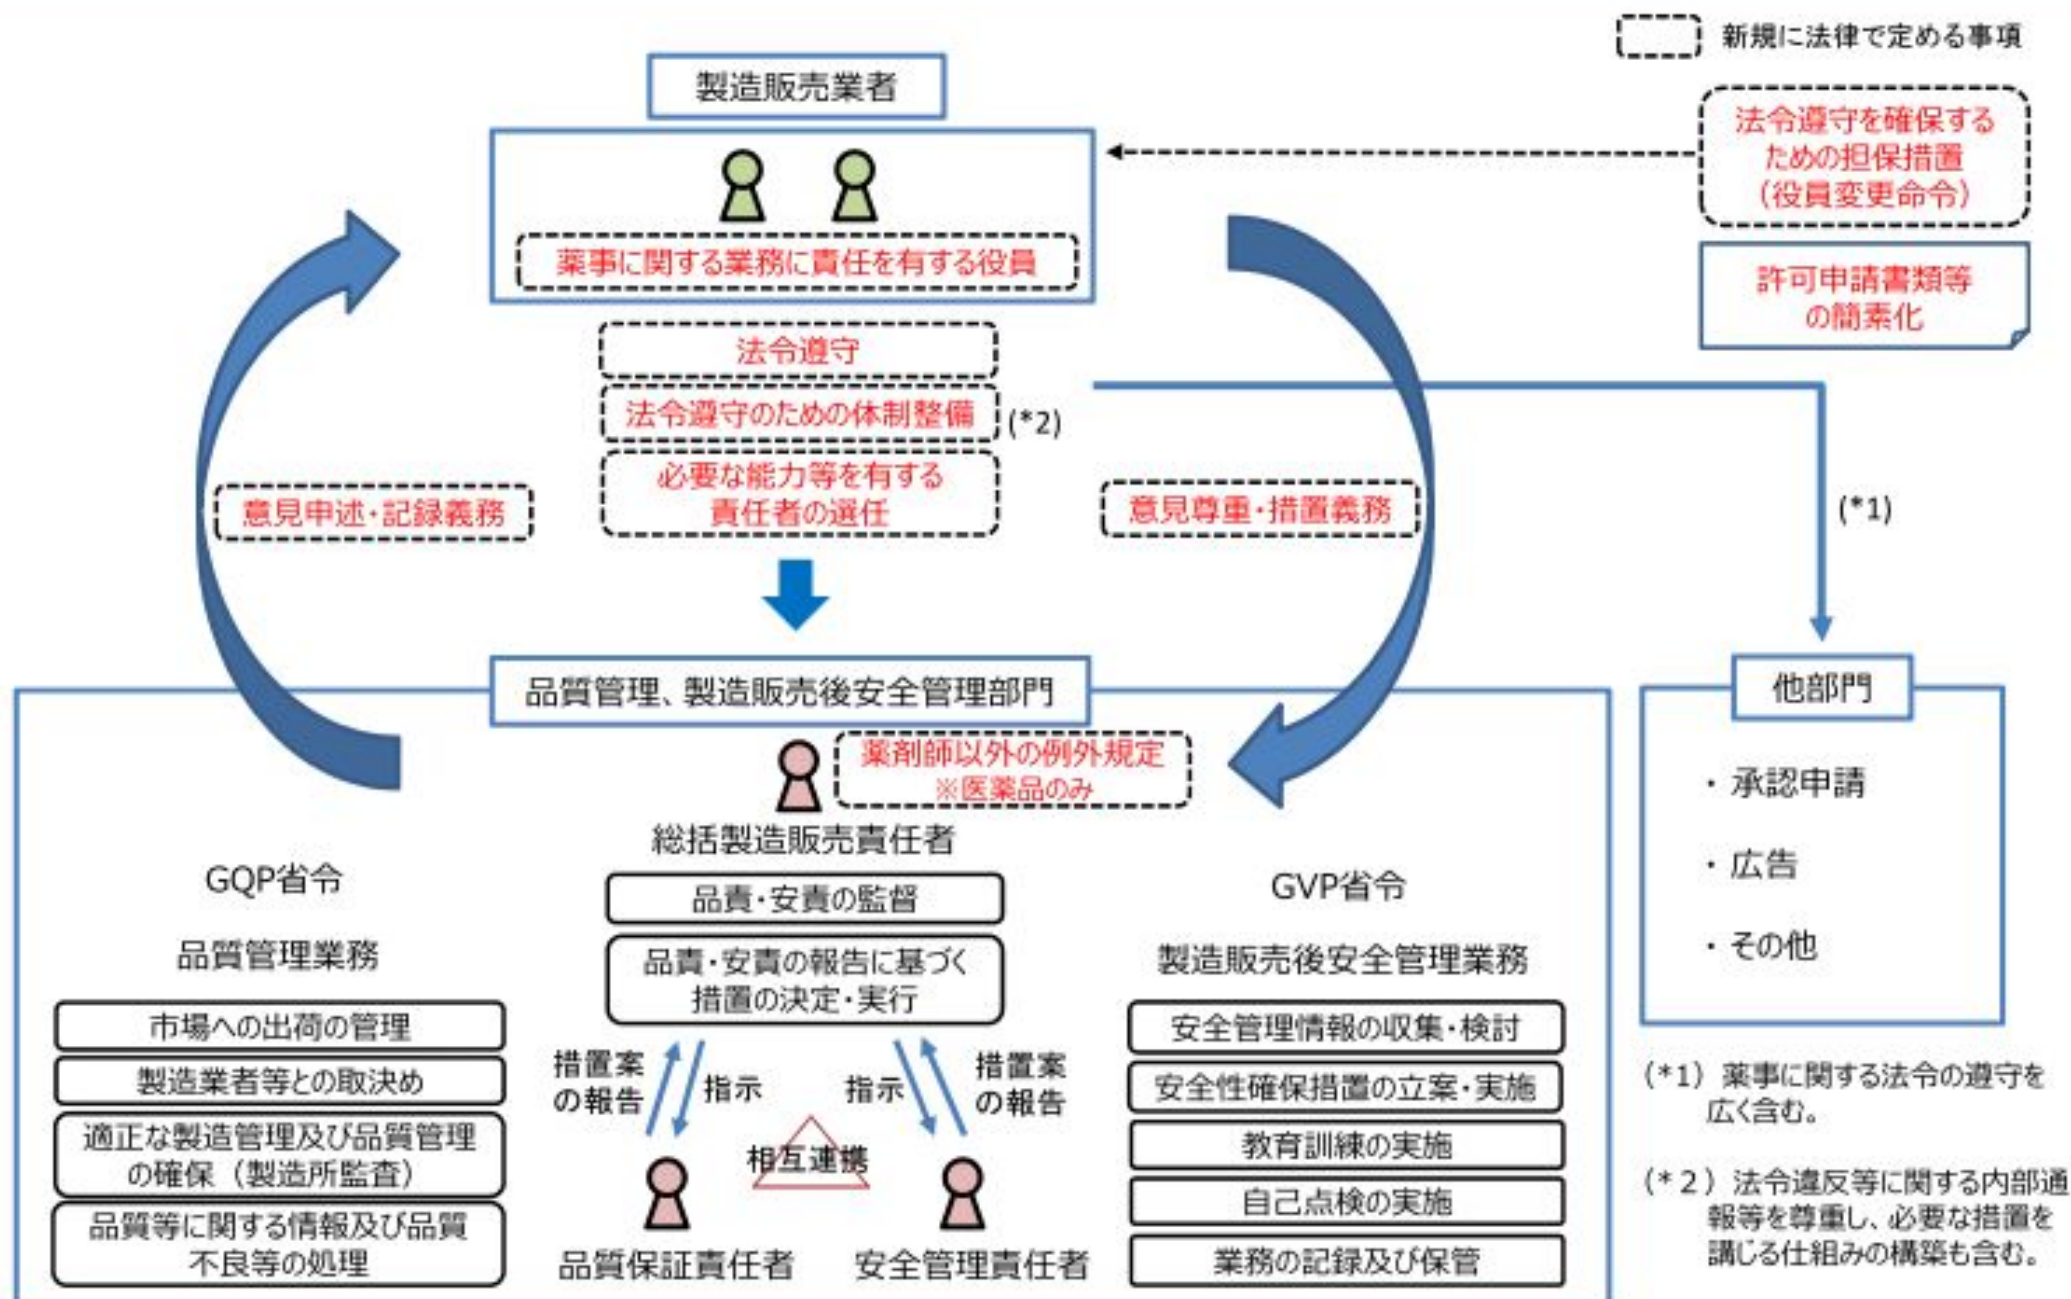 新規に法律で定める事項
製造販売業者
法令遵守を確保する
ための担保措置
（役員変更命令）
薬事に関する業務に責任を有する役員
許可申請書類等
の簡素化
法令遵守
法令遵守のための体制整備
(*2)
必要な能力等を有する
責任者の選任
意見申述・記録義務
意見尊重・措置義務
(*1)
品質管理、製造販売後安全管理部門
他部門
薬剤師以外の例外規定
※医薬品のみ
総括製造販売責任者
・承認申請
・広告
・その他
GQP省令
品質管理業務
市場への出荷の管理
製造業者等との取決め
適正な製造管理及び品質管理
の確保（製造所監査）
品質等に関する情報及び品質
不良等の処理
品責・安責の監督
品責・安責の報告に基づく
措置の決定・実行
措置案
の報告
指示
指示
措置案
の報告
相互連携
品質保証責任者
安全管理責任者
GVP省令
製造販売後安全管理業務
安全管理情報の収集・検討
安全性確保措置の立案・実施
教育訓練の実施
自己点検の実施
業務の記録及び保管
(*1) 薬事に関する法令の遵守を
広く含む。
(*2) 法令違反等に関する内部通
報等を尊重し、必要な措置を
講じる仕組みの構築も含む。